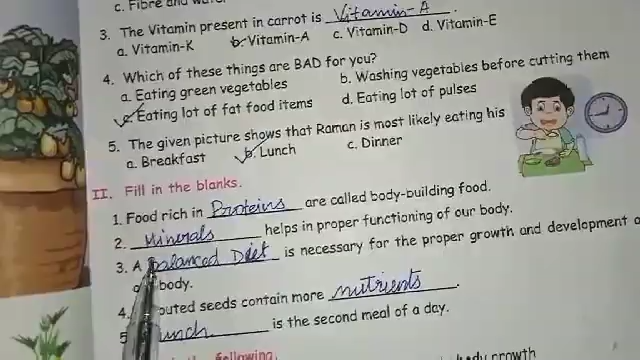 c. Fibre and water
3. The Vitamin present in carrot is Vitamin-A.
a. Vitamin-K b. Vitamin-A c. Vitamin-D d. Vitamin-E
4. Which of these things are BAD for you?
a. Eating green vegetables b. Washing vegetables before cutting them
c. Eating lot of fat food items d. Eating lot of pulses
5. The given picture shows that Raman is most likely eating his
a. Breakfast b. Lunch c. Dinner
II. Fill in the blanks.
1. Food rich in Proteins are called body-building food.
2. Minerals helps in proper functioning of our body.
3. A balanced Diet is necessary for the proper growth and development o
body.
4. outed seeds contain more nutrients.
5 unch is the second meal of a day.
following.
growth